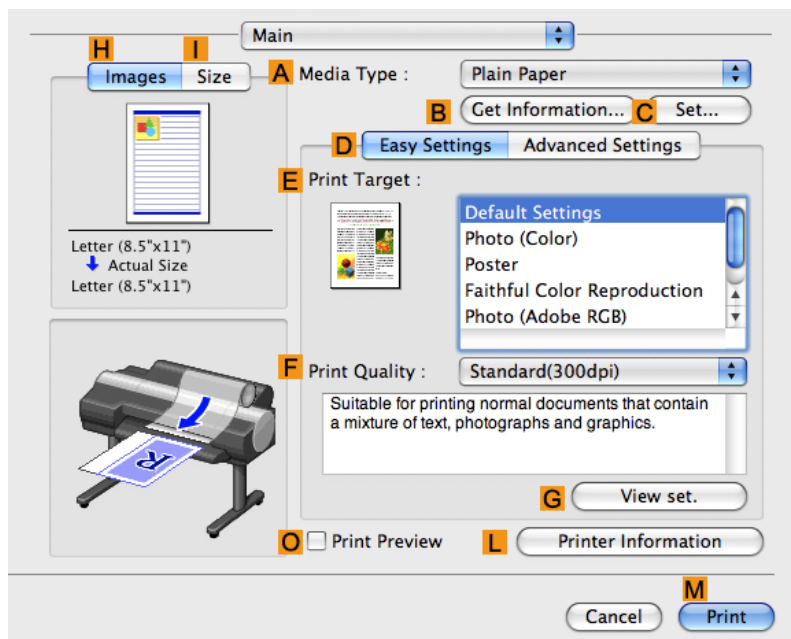 Main
H
I
Images
Size
A
Media Type :
Plain Paper
B
Get Information...
C
Set...
D
Easy Settings
Advanced Settings
E
Print Target :
Default Settings
Photo (Color)
Poster
Faithful Color Reproduction
Photo (Adobe RGB)
Letter (8.5"x11")
Actual Size
Letter (8.5"x11")
F
Print Quality :
Standard(300dpi)
Suitable for printing normal documents that contain
a mixture of text, photographs and graphics.
R
G
View set.
O
Print Preview
L
Printer Information
M
Cancel
Print